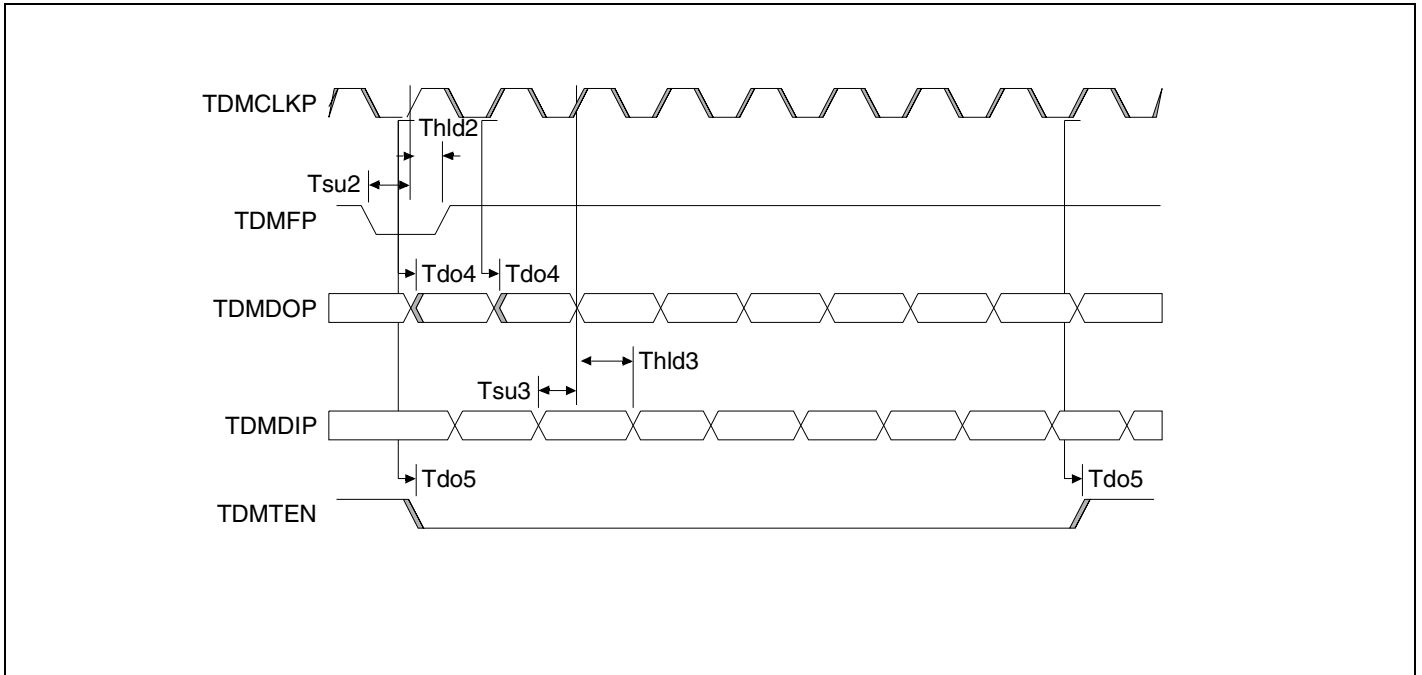 TDMCLKP
Thld2
Tsu2
TDMFP
Tdo4 Tdo4
TDMDOP
Thld3
Tsu3
TDMDIP
Tdo5 Tdo5
TDMTEN